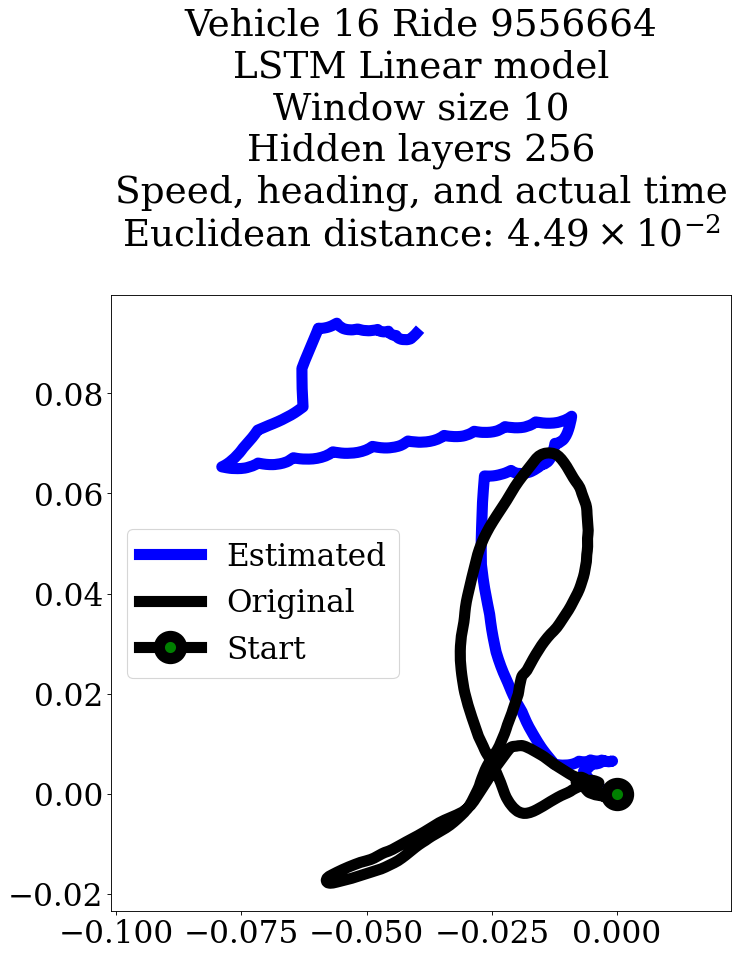 Vehicle 16 Ride 9556664
LSTM Linear model
Window size 10
Hidden layers 256
Speed, heading, and actual time
Euclidean distance: 4.49 × 10⁻²
0.08
0.06
0.04
0.02
0.00
−0.02
Estimated
Original
Start
−0.100 −0.075 −0.050 −0.025 0.000